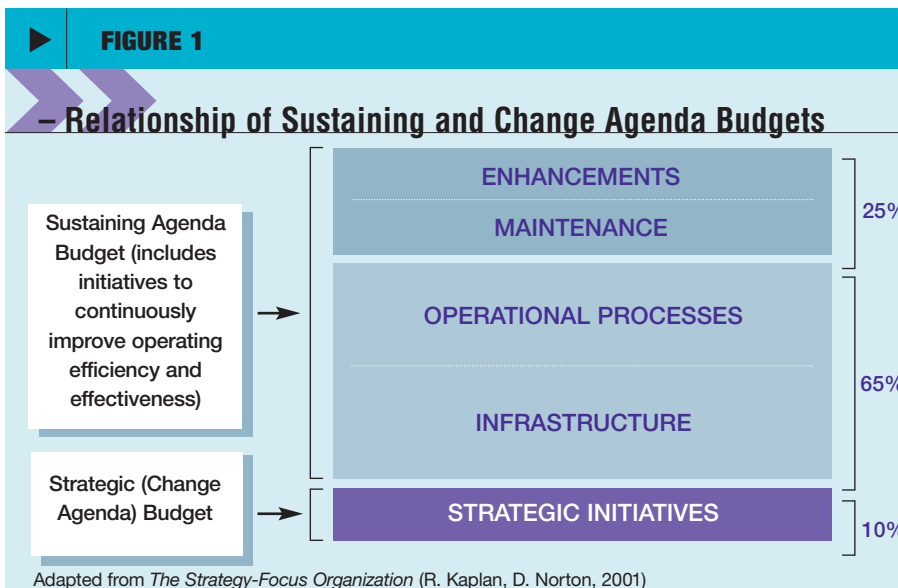 FIGURE 1
– Relationship of Sustaining and Change Agenda Budgets
Sustaining Agenda
Budget (includes
initiatives to
continuously
improve operating
efficiency and
effectiveness)
ENHANCEMENTS
MAINTENANCE
25%
OPERATIONAL PROCESSES
INFRASTRUCTURE
65%
Strategic (Change
Agenda) Budget
STRATEGIC INITIATIVES
10%
Adapted from The Strategy-Focus Organization (R. Kaplan, D. Norton, 2001)